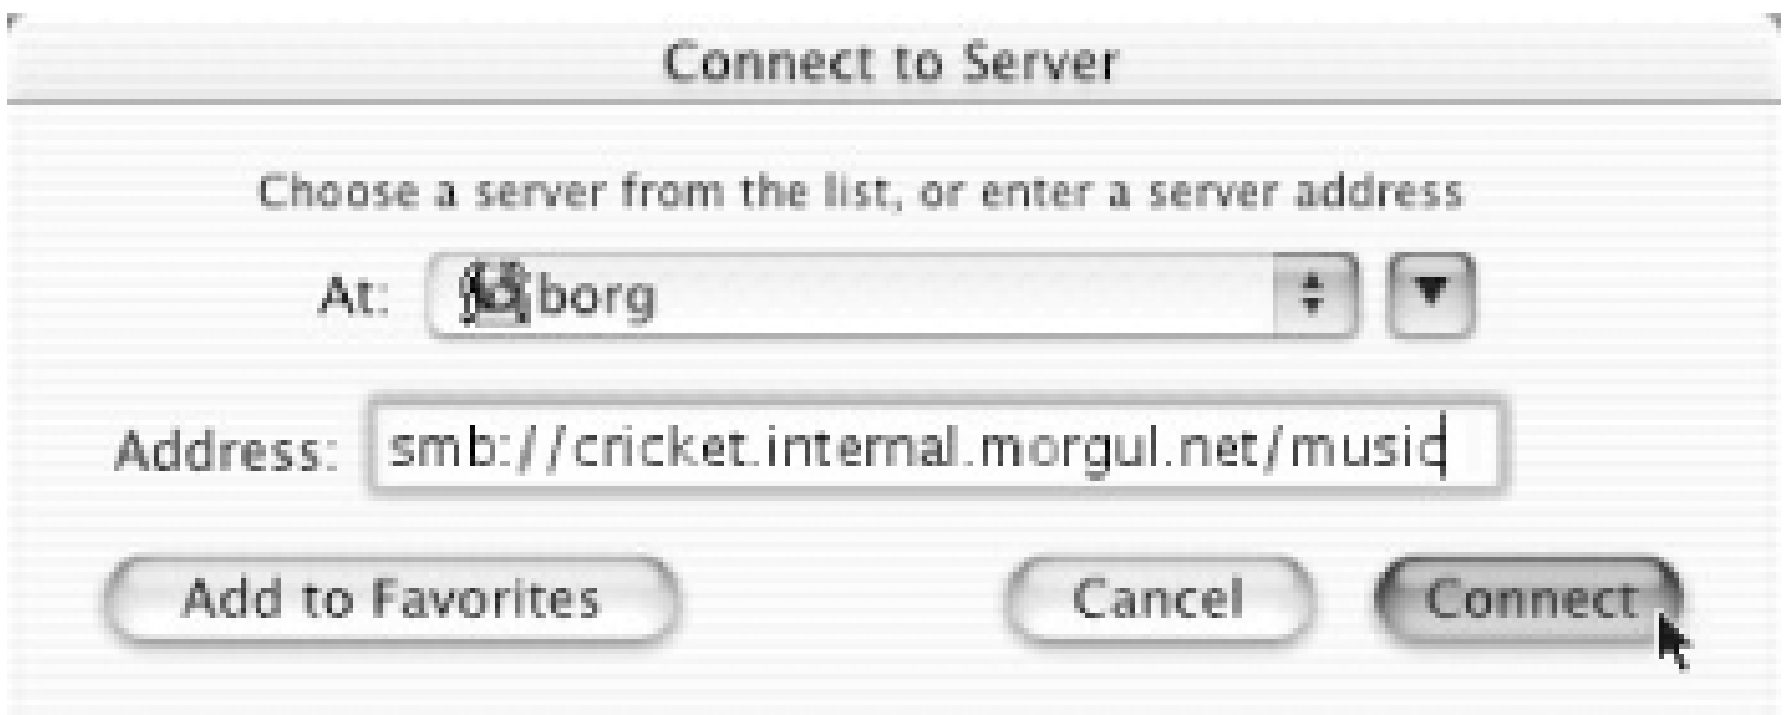 Connect to Server
Choose a server from the list, or enter a server address
At: borg
Address: smb://cricket.internal.morgul.net/music
Add to Favorites Cancel Connect